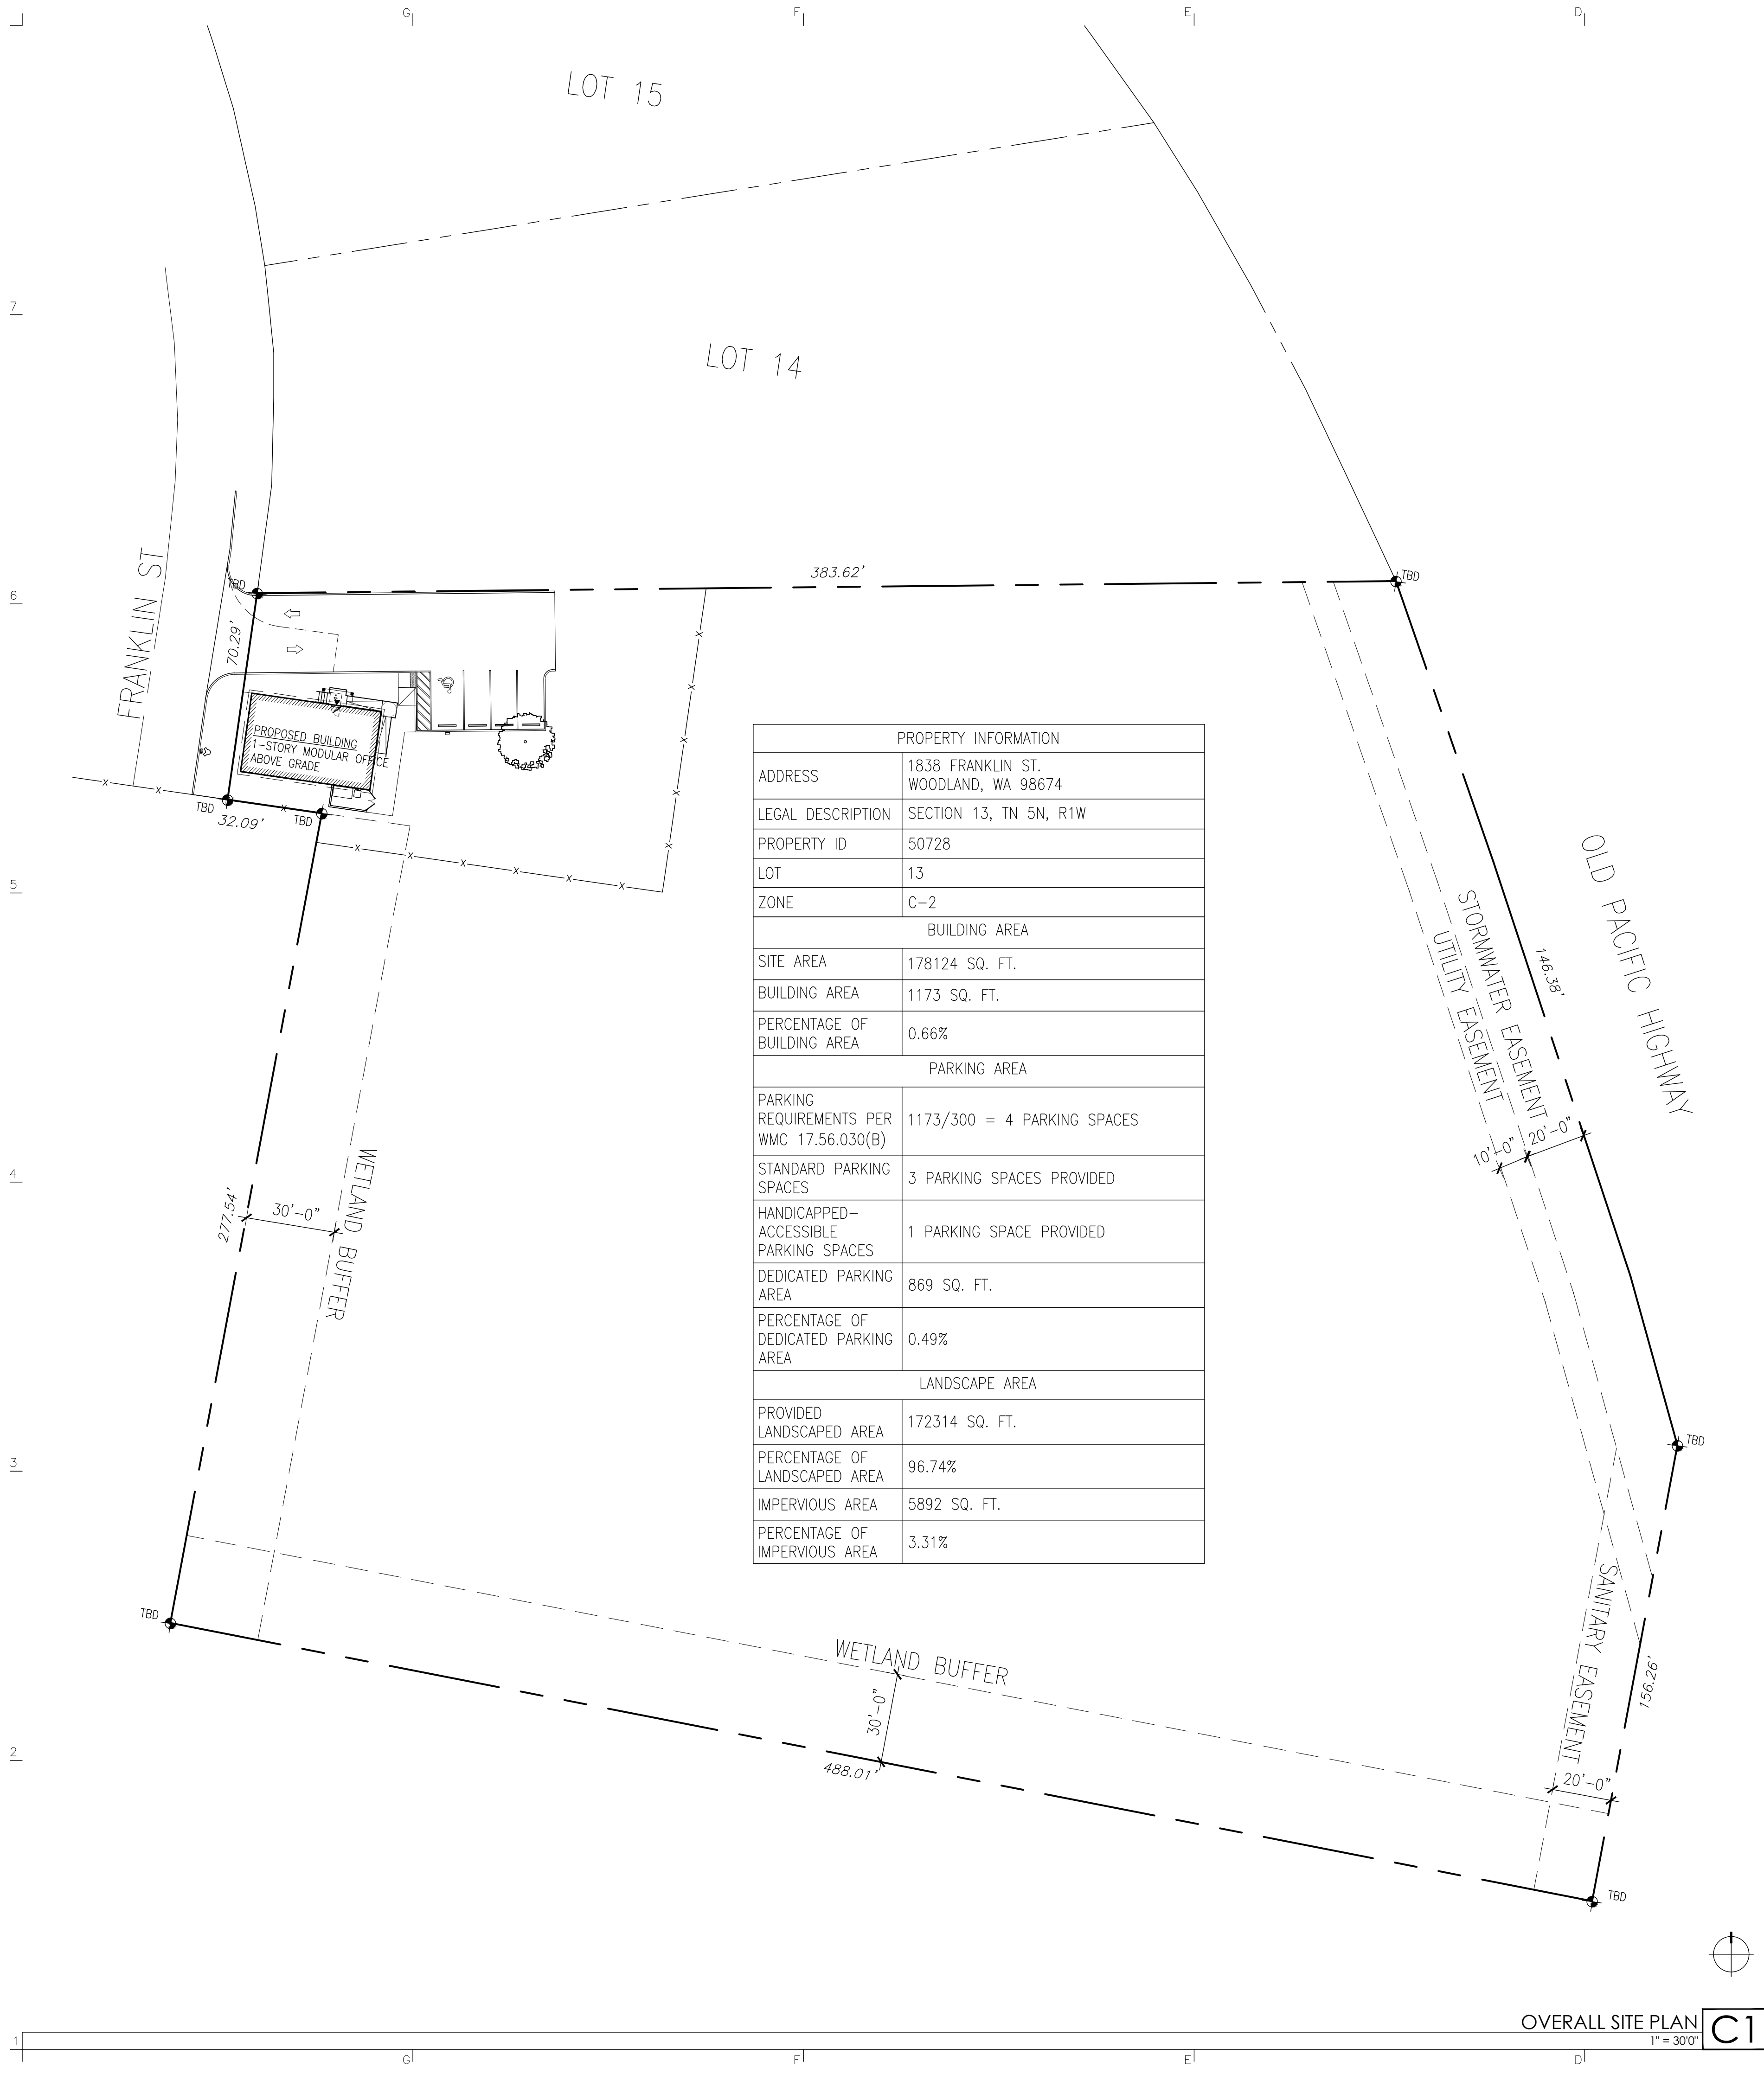 G
F
E
D
LOT 15
7
LOT 14
383.62'
TBD
TBD
6
FRANKLIN ST
70.29'
PROPOSED BUILDING
1-STORY MODULAR OFFICE
ABOVE GRADE
TBD
32.09'
TBD
PROPERTY INFORMATION
ADDRESS
1838 FRANKLIN ST.
WOODLAND, WA 98674
LEGAL DESCRIPTION
SECTION 13, TN 5N, R1W
PROPERTY ID
50728
LOT
13
ZONE
C-2
BUILDING AREA
SITE AREA
178124 SQ. FT.
BUILDING AREA
1173 SQ. FT.
PERCENTAGE OF
BUILDING AREA
0.66%
PARKING AREA
PARKING
REQUIREMENTS PER
WMC 17.56.030(B)
1173/300 = 4 PARKING SPACES
STANDARD PARKING
SPACES
3 PARKING SPACES PROVIDED
HANDICAPPED-
ACCESSIBLE
PARKING SPACES
1 PARKING SPACE PROVIDED
DEDICATED PARKING
AREA
869 SQ. FT.
PERCENTAGE OF
DEDICATED PARKING
AREA
0.49%
LANDSCAPE AREA
PROVIDED
LANDSCAPED AREA
172314 SQ. FT.
PERCENTAGE OF
LANDSCAPED AREA
96.74%
IMPERVIOUS AREA
5892 SQ. FT.
PERCENTAGE OF
IMPERVIOUS AREA
3.31%
5
OLD PACIFIC HIGHWAY
STORMWATER EASEMENT
UTILITY EASEMENT
146.38'
10'-0"
20'-0"
4
WETLAND BUFFER
277.54'
30'-0"
3
TBD
TBD
SANITARY EASEMENT
156.26'
WETLAND BUFFER
30'-0"
488.01'
2
20'-0"
TBD
OVERALL SITE PLAN
1" = 30'0"
C1
1
G
F
E
D